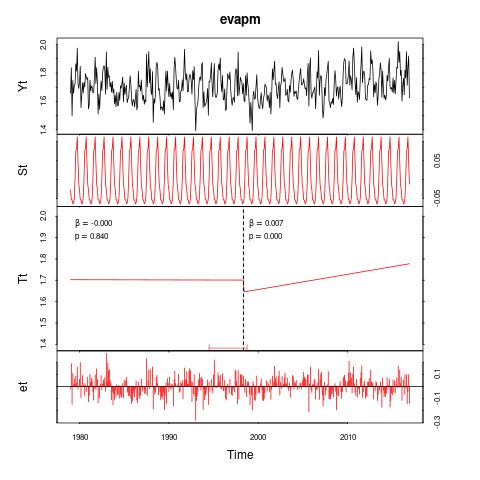 evapm
Yt
1.4 1.6 1.8 2.0
St
-0.05 0.05
Tt
1.4 1.5 1.6 1.7 1.8 1.9 2.0
β = -0.000
p = 0.840
β = 0.007
p = 0.000
et
-0.3 -0.1 0.1
1980 1990 2000 2010
Time